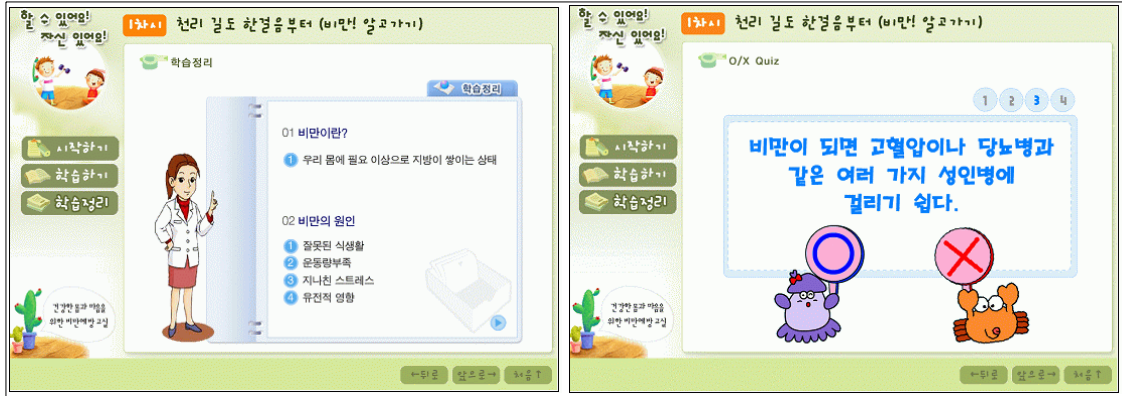 할 수 있어요!
자신 있어요!
1차시 천리 길도 한걸음부터 (비만! 알고가기)
학습정리
학습정리
01 비만이란?
1 우리 몸에 필요 이상으로 지방이 쌓이는 상태
02 비만의 원인
1 잘못된 식생활
2 운동량부족
3 지나친 스트레스
4 유전적 영향
시작하기
학습하기
학습정리
건강한 몸과 마음을
위한 비만예방 교실
←뒤로 앞으로→ 처음↑
할 수 있어요!
자신 있어요!
1차시 천리 길도 한걸음부터 (비만! 알고가기)
O/X Quiz
1 2 3 4
비만이 되면 고혈압이나 당뇨병과
같은 여러 가지 성인병에
걸리기 쉽다.
시작하기
학습하기
학습정리
건강한 몸과 마음을
위한 비만예방 교실
←뒤로 앞으로→ 처음↑